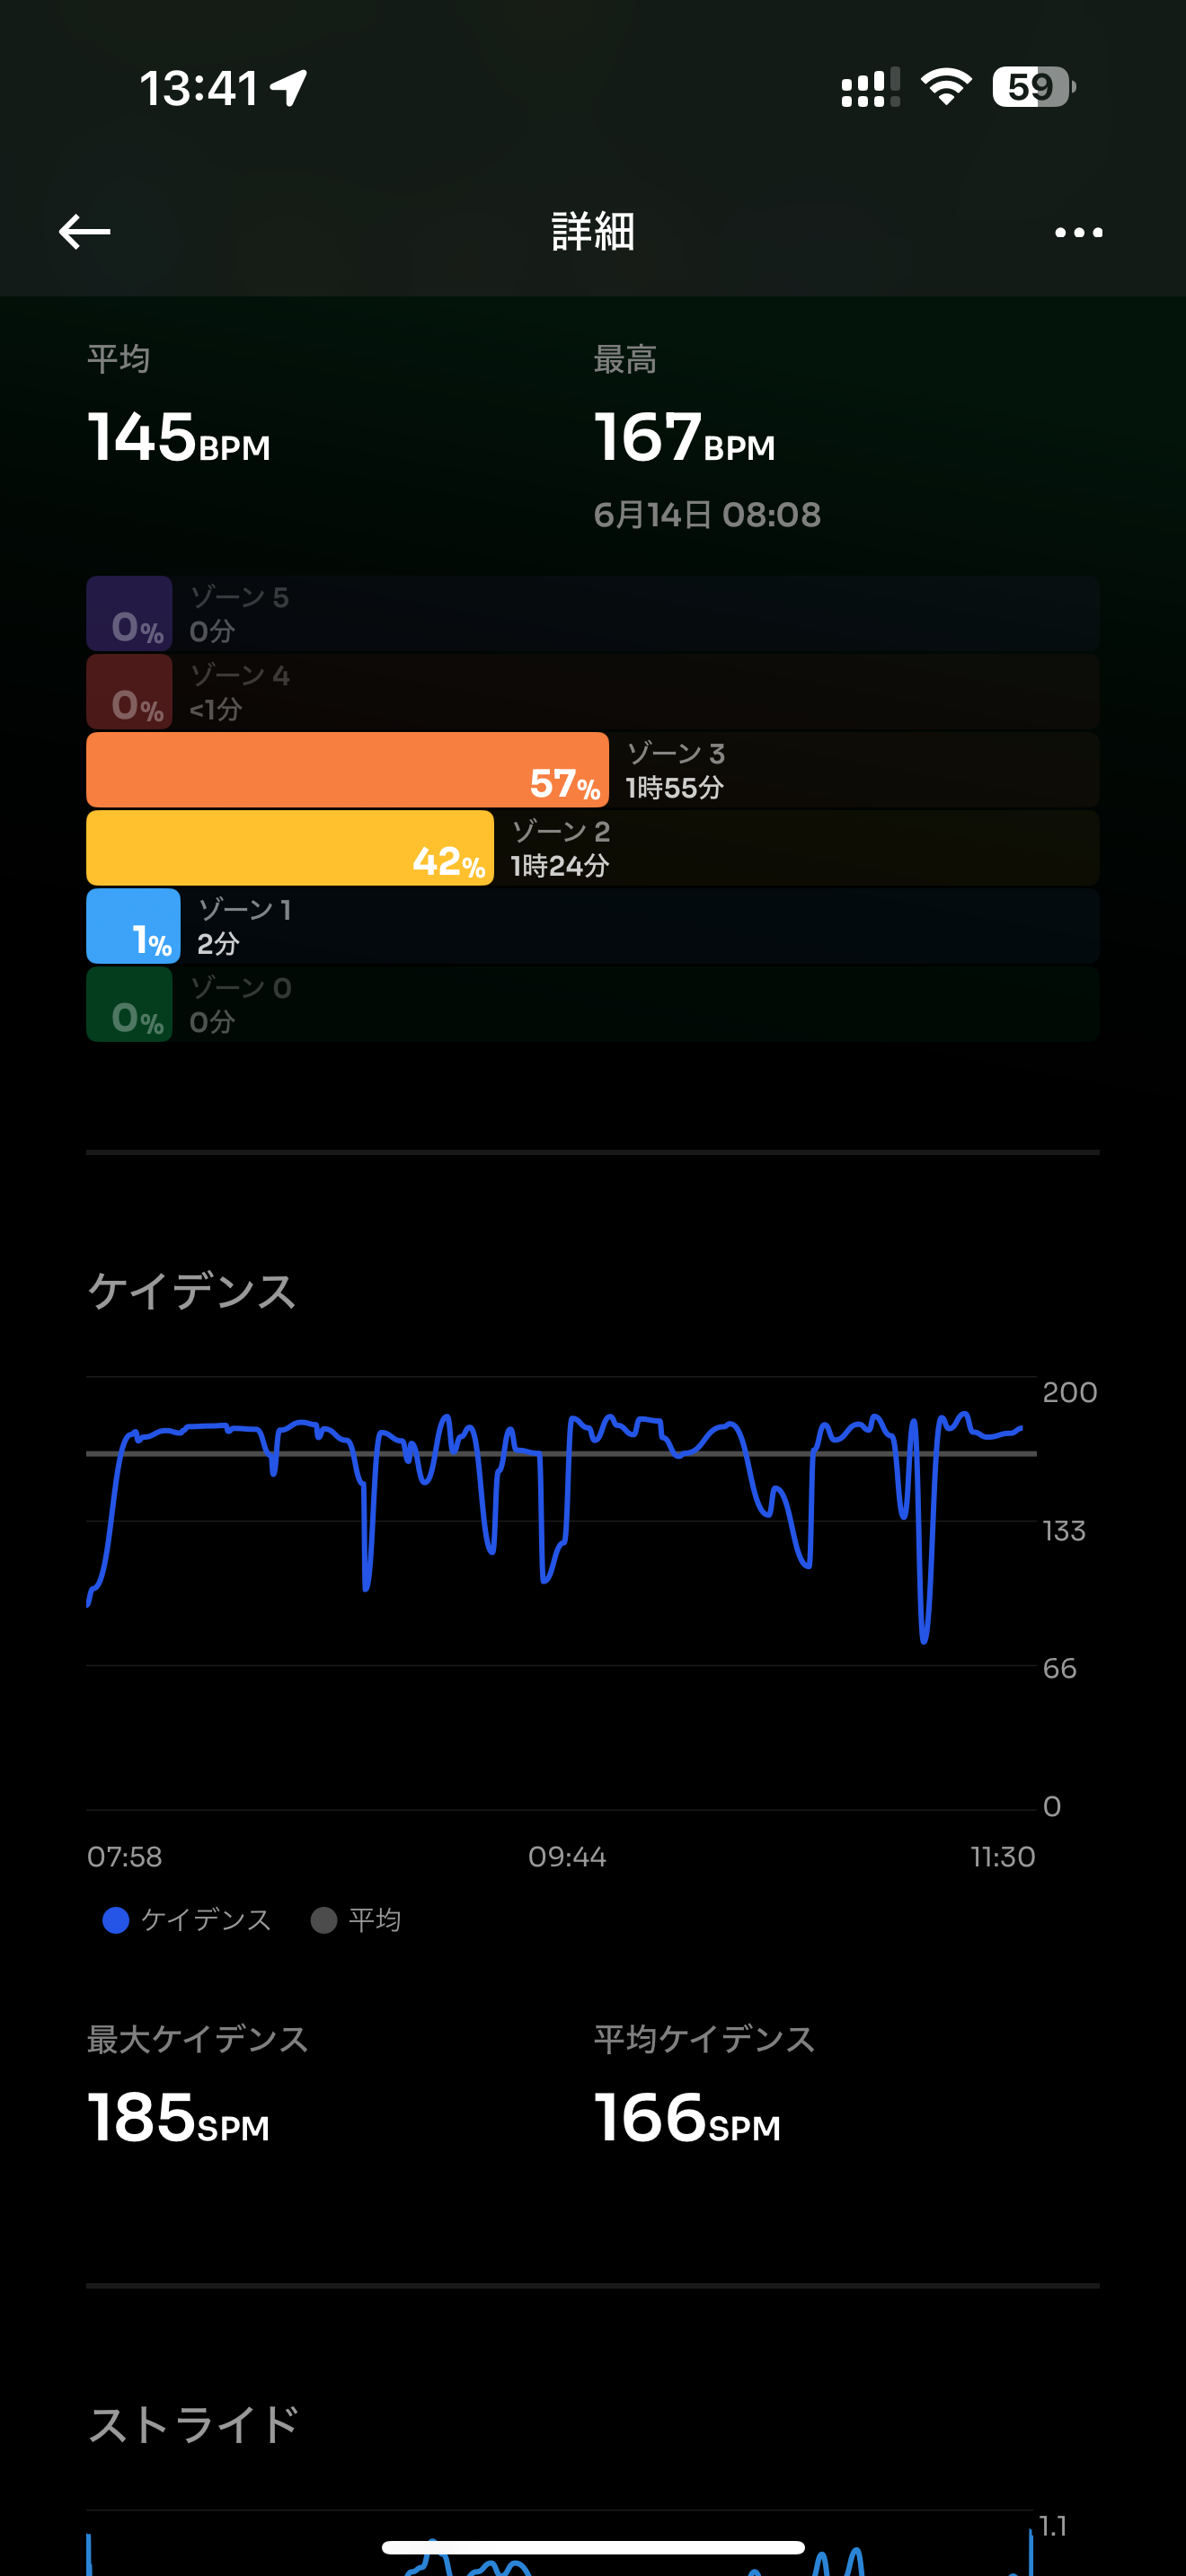 13:41
59
詳細
平均 最高
145BPM 167BPM
6月14日 08:08
0% ゾーン 5
0分
0% ゾーン 4
<1分
57% ゾーン 3
1時55分
42% ゾーン 2
1時24分
1% ゾーン 1
2分
0% ゾーン 0
0分
ケイデンス
200
133
66
0
07:58 09:44 11:30
ケイデンス 平均
最大ケイデンス 平均ケイデンス
185SPM 166SPM
ストライド
1.1